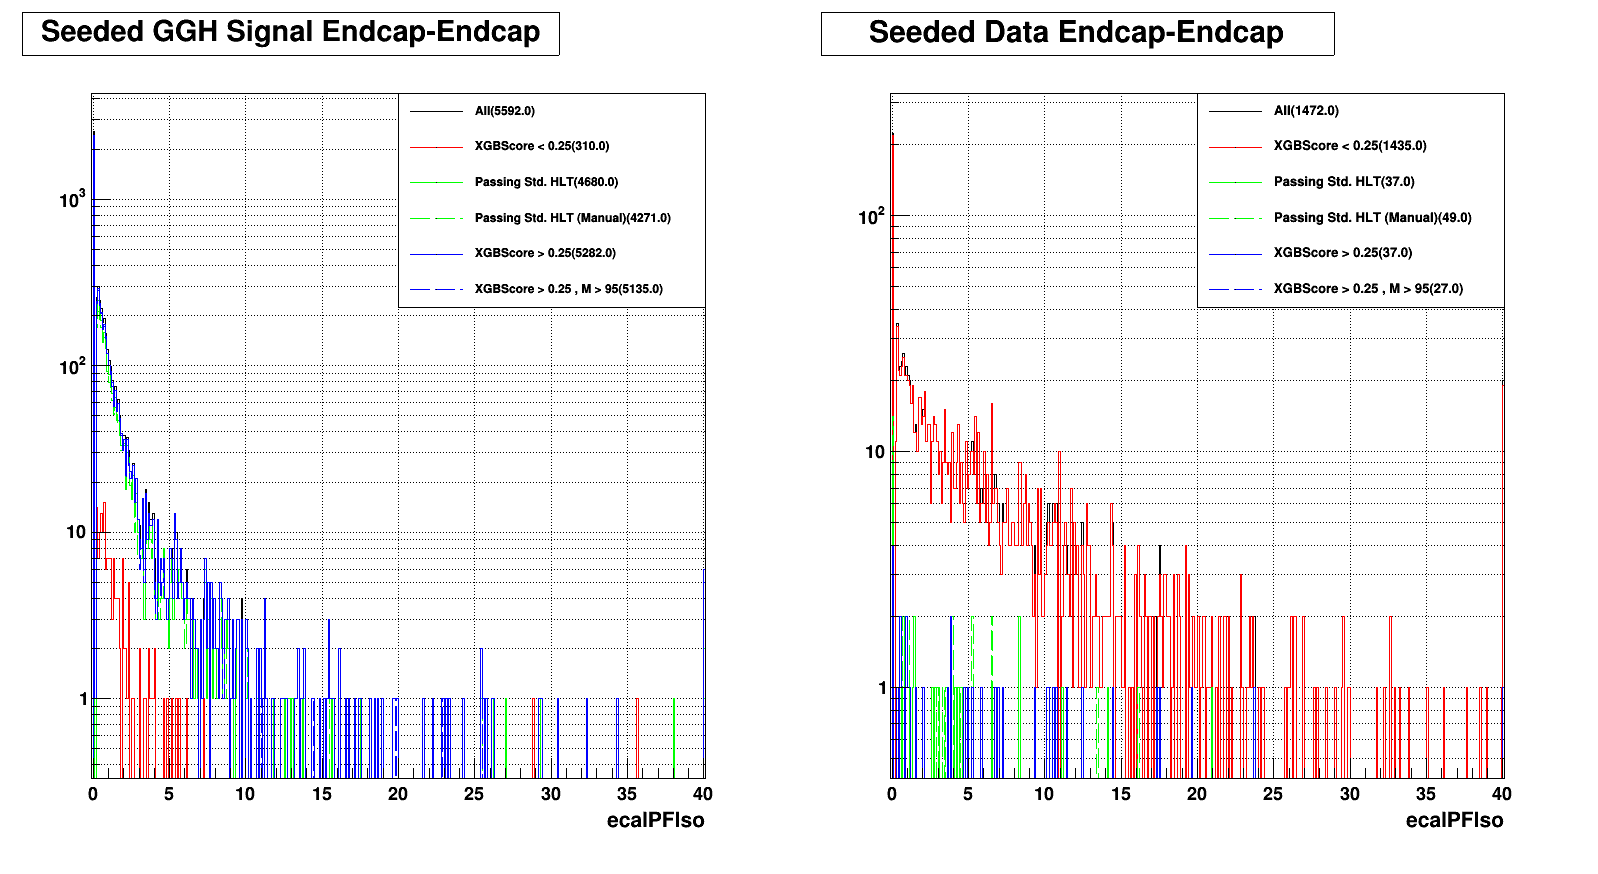 Seeded GGH Signal Endcap-Endcap
All(5592.0)
XGBScore < 0.25(310.0)
Passing Std. HLT(4680.0)
Passing Std. HLT (Manual)(4271.0)
XGBScore > 0.25(5282.0)
XGBScore > 0.25 , M > 95(5135.0)
10³
10²
10
1
0 5 10 15 20 25 30 35 40
ecalPFIso
Seeded Data Endcap-Endcap
All(1472.0)
XGBScore < 0.25(1435.0)
Passing Std. HLT(37.0)
Passing Std. HLT (Manual)(49.0)
XGBScore > 0.25(37.0)
XGBScore > 0.25 , M > 95(27.0)
10²
10
1
0 5 10 15 20 25 30 35 40
ecalPFIso